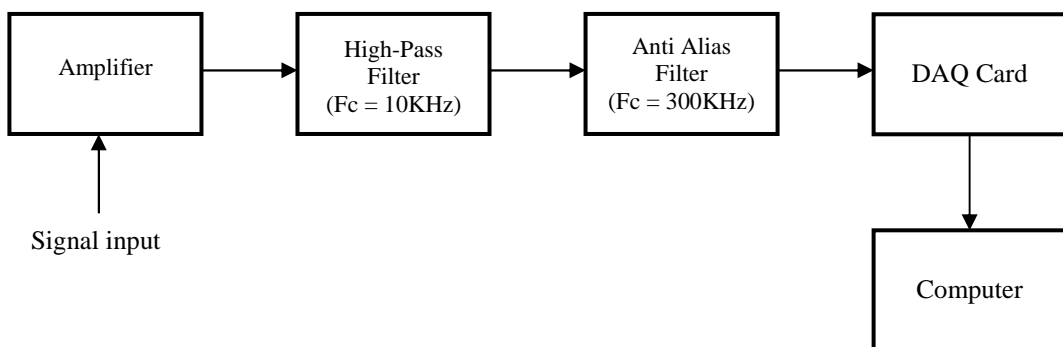 Amplifier
High-Pass
Filter
(Fc = 10KHz)
Anti Alias
Filter
(Fc = 300KHz)
DAQ Card
Signal input
Computer